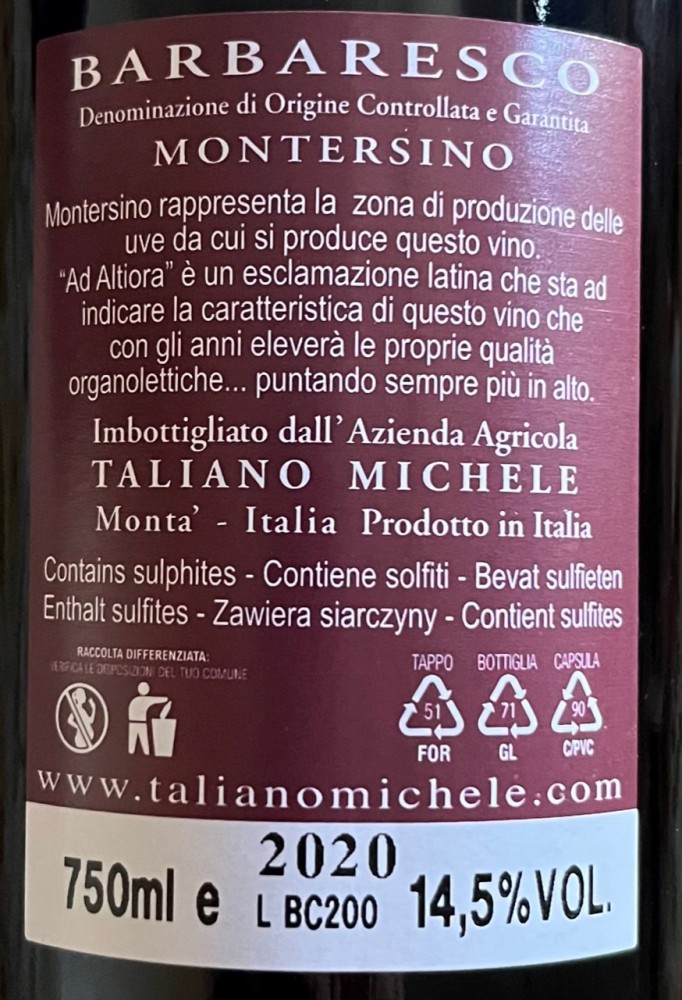 BARBARESCO
Denominazione di Origine Controllata e Garantita
MONTERSINO
Montersino rappresenta la zona di produzione delle
uve da cui si produce questo vino.
“Ad Altiora” è un esclamazione latina che sta ad
indicare la caratteristica di questo vino che
con gli anni eleverà le proprie qualità
organolettiche... puntando sempre più in alto.
Imbottigliato dall’Azienda Agricola
TALIANO MICHELE
Monta’ - Italia Prodotto in Italia
Contains sulphites - Contiene solfiti - Bevat sulfieten
Enthalt sulfites - Zawiera siarczyny - Contient sulfites
RACCOLTA DIFFERENZIATA:
VERIFICA LE DISPOSIZIONI DEL TUO COMUNE
TAPPO BOTTIGLIA CAPSULA
51 71 90
FOR GL C/PVC
www.talianomichele.com
2020
750ml e L BC200 14,5%VOL.